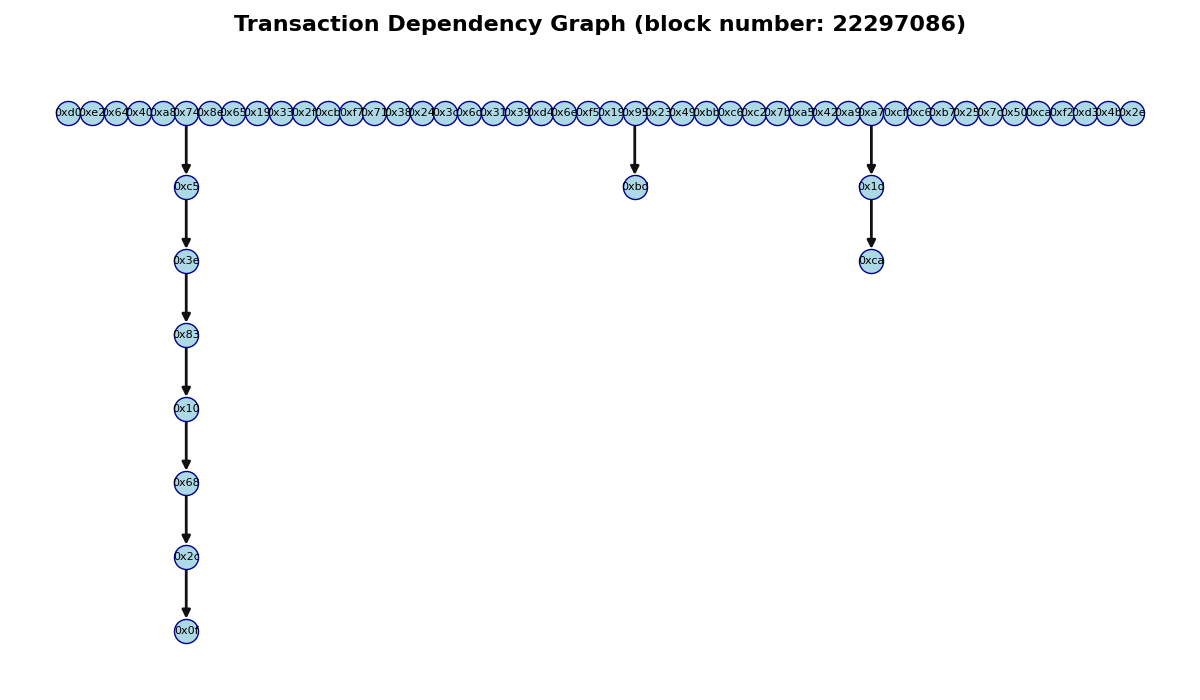 Transaction Dependency Graph (block number: 22297086)
0xd0 0xe2 0x64 0x40 0xa8 0x74 0x8e 0x65 0x19 0x33 0x2f 0xcb 0xf7 0x71 0x38 0x24 0x3c 0x6c 0x31 0x39 0xd4 0x6e 0xf5 0x19 0x95 0x23 0x49 0xbb 0xc6 0xc2 0x7b 0xa5 0x42 0xa9 0xa7 0xcf 0xc6 0xb7 0x25 0x7c 0x50 0xca 0xf2 0xd3 0x4b 0x2e
0xc5 0xbd 0x1d
0x3e 0xca
0x83
0x10
0x68
0x2c
0x0f